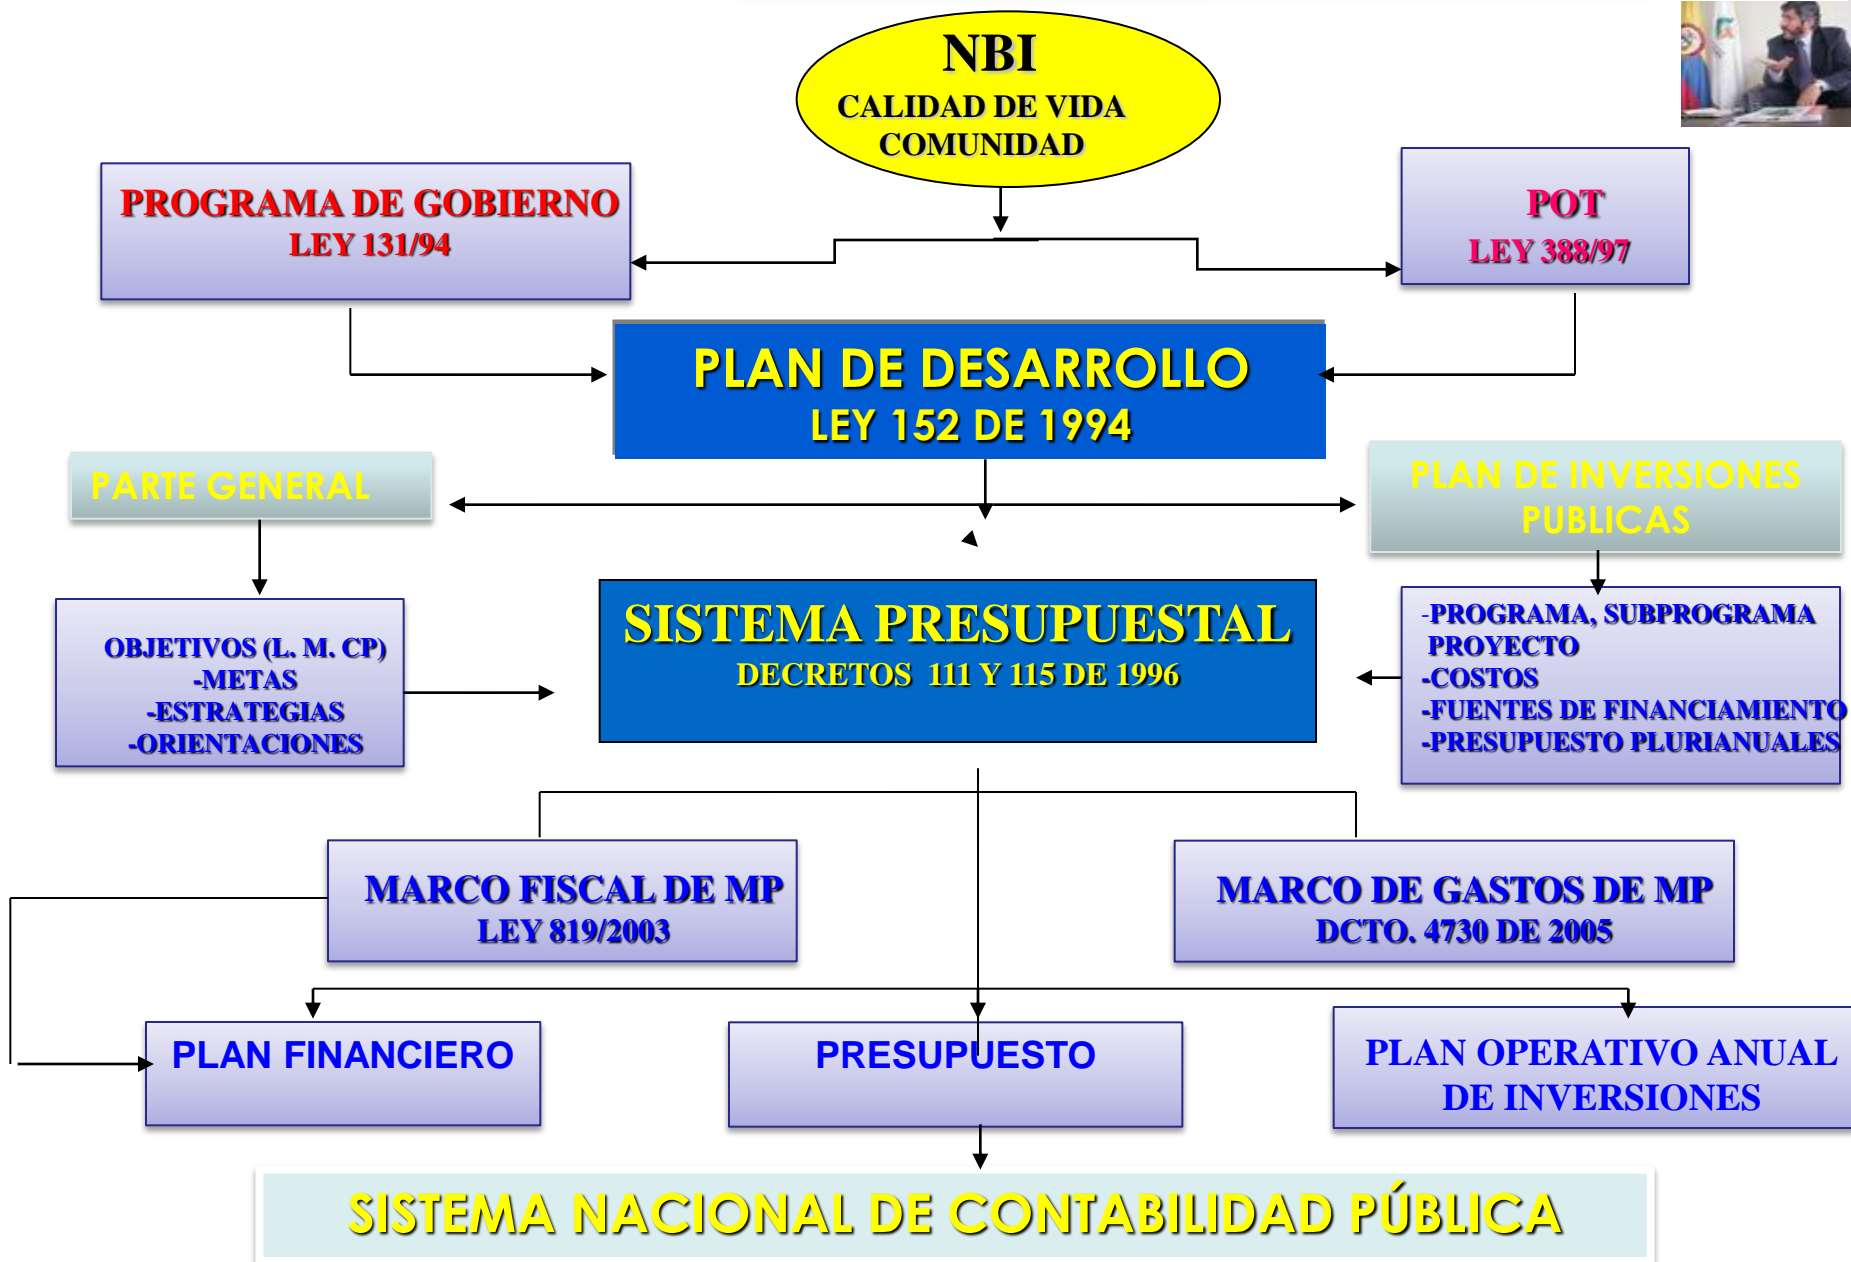 NBI
CALIDAD DE VIDA
COMUNIDAD
PROGRAMA DE GOBIERNO
LEY 131/94
POT
LEY 388/97
PLAN DE DESARROLLO
LEY 152 DE 1994
PARTE GENERAL
PLAN DE INVERSIONES
PUBLICAS
OBJETIVOS (L. M. CP)
-METAS
-ESTRATEGIAS
-ORIENTACIONES
SISTEMA PRESUPUESTAL
DECRETOS 111 Y 115 DE 1996
-PROGRAMA, SUBPROGRAMA
PROYECTO
-COSTOS
-FUENTES DE FINANCIAMIENTO
-PRESUPUESTO PLURIANUALES
MARCO FISCAL DE MP
LEY 819/2003
MARCO DE GASTOS DE MP
DCTO. 4730 DE 2005
PLAN FINANCIERO
PRESUPUESTO
PLAN OPERATIVO ANUAL
DE INVERSIONES
SISTEMA NACIONAL DE CONTABILIDAD PÚBLICA